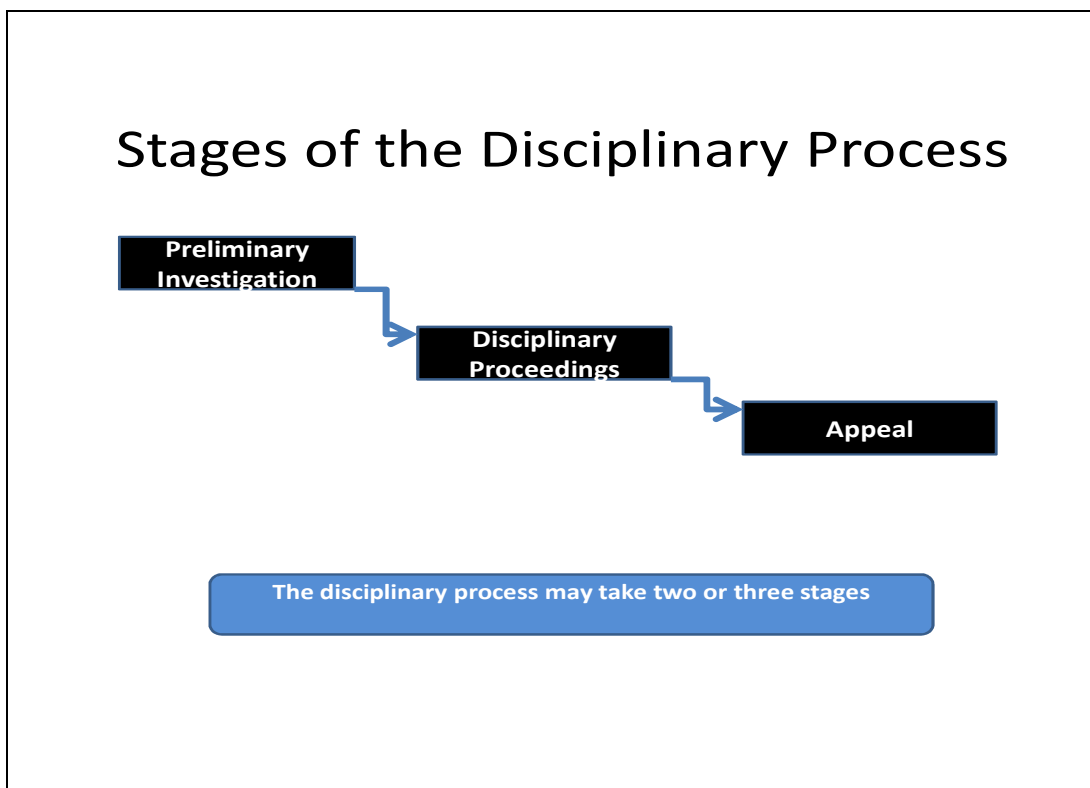 Stages of the Disciplinary Process
Preliminary
Investigation
Disciplinary
Proceedings
Appeal
The disciplinary process may take two or three stages